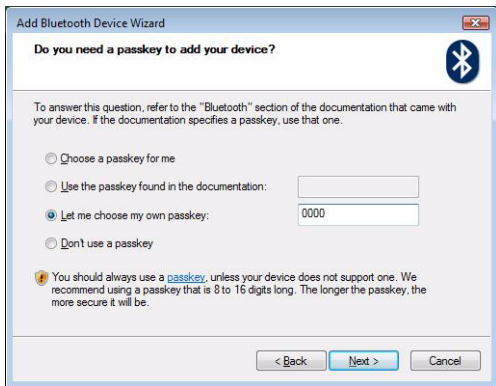 Add Bluetooth Device Wizard
Do you need a passkey to add your device?
To answer this question, refer to the "Bluetooth" section of the documentation that came with
your device. If the documentation specifies a passkey, use that one.
Choose a passkey for me
Use the passkey found in the documentation:
Let me choose my own passkey: 0000
Don't use a passkey
You should always use a passkey, unless your device does not support one. We
recommend using a passkey that is 8 to 16 digits long. The longer the passkey, the
more secure it will be.
< Back Next > Cancel